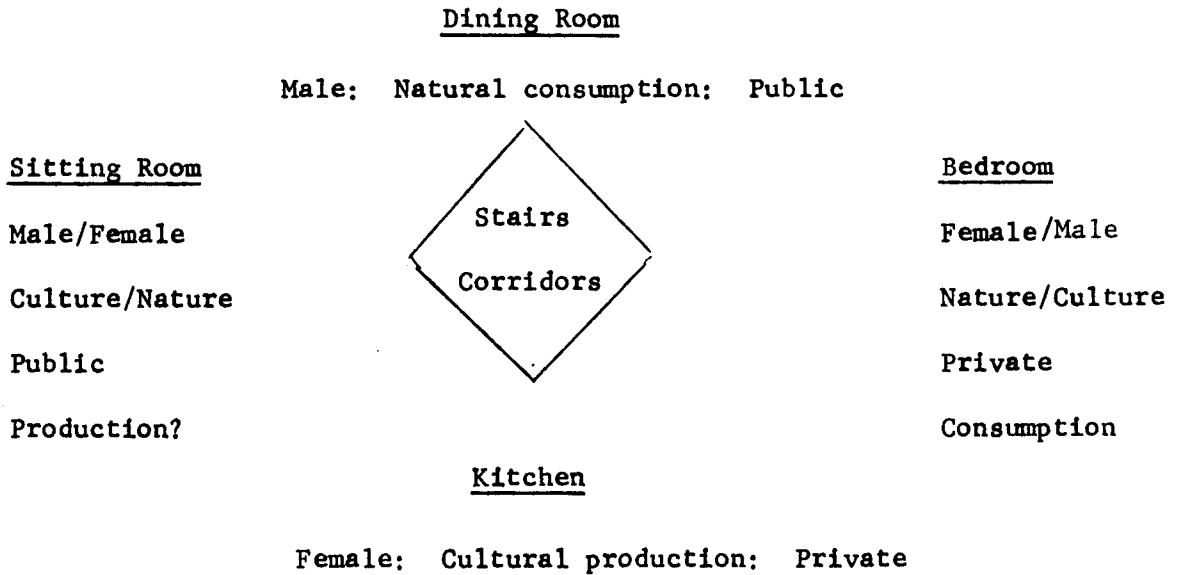 Dining Room
Male: Natural consumption: Public
Sitting Room
Male/Female
Culture/Nature
Public
Production?
Stairs
Corridors
Bedroom
Female/Male
Nature/Culture
Private
Consumption
Kitchen
Female: Cultural production: Private